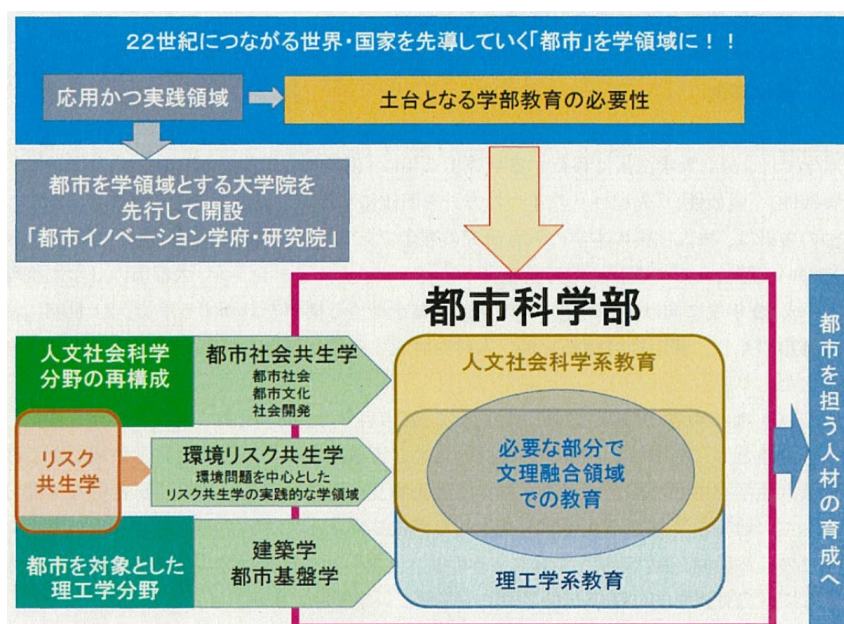 22世紀につながる世界・国家を先導していく「都市」を学領域に！！
応用かつ実践領域
土台となる学部教育の必要性
都市を学領域とする大学院を
先行して開設
「都市イノベーション学府・研究院」
都市科学部
人文社会科学
分野の再構成
都市社会共生学
都市社会
都市文化
社会開発
人文社会科学系教育
リスク
共生学
環境リスク共生学
環境問題を中心とした
リスク共生学の実践的な学領域
必要な部分で
文理融合領域
での教育
都市を対象とした
理工学分野
建築学
都市基盤学
理工学系教育
都市を担う人材の育成へ